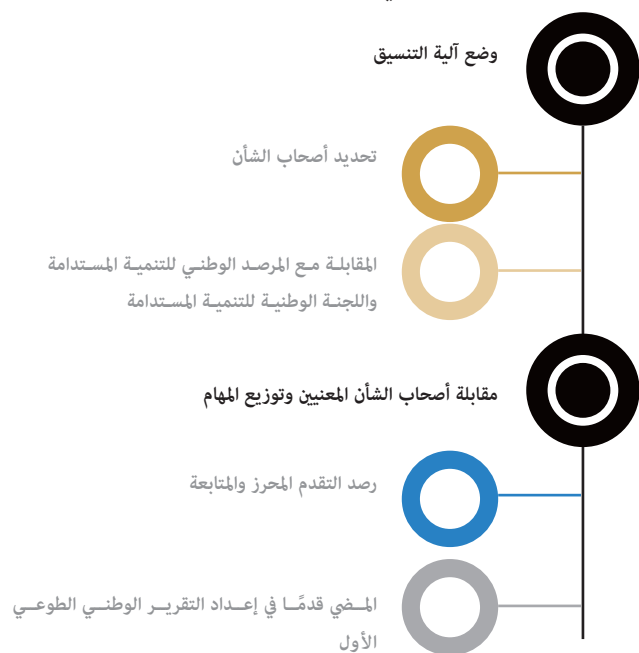 وضع آلية التنسيق
تحديد أصحاب الشأن
المقابلة مع المرصد الوطني للتنمية المستدامة
واللجنة الوطنية للتنمية المستدامة
مقابلة أصحاب الشأن المعنيين وتوزيع المهام
رصد التقدم المحرز والمتابعة
المضي قدمًا في إعداد التقرير الوطني الطوعي
الأول